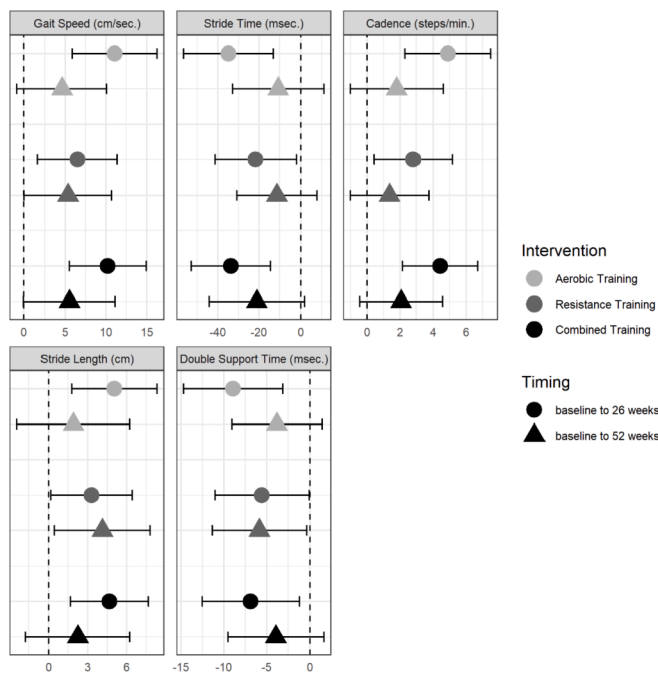 Gait Speed (cm/sec.)
Stride Time (msec.)
Cadence (steps/min.)
0 5 10 15
-40 -20 0
0 2 4 6
Stride Length (cm)
Double Support Time (msec.)
0 3 6
-15 -10 -5 0
Intervention
Aerobic Training
Resistance Training
Combined Training
Timing
baseline to 26 weeks
baseline to 52 weeks